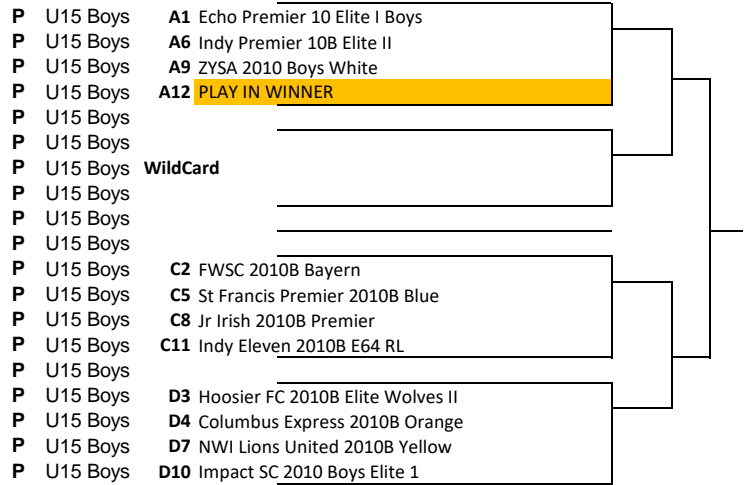 P U15 Boys A1 Echo Premier 10 Elite I Boys
P U15 Boys A6 Indy Premier 10B Elite II
P U15 Boys A9 ZYSA 2010 Boys White
P U15 Boys A12 PLAY IN WINNER
P U15 Boys
P U15 Boys
P U15 Boys WildCard
P U15 Boys
P U15 Boys
P U15 Boys
P U15 Boys C2 FWSC 2010B Bayern
P U15 Boys C5 St Francis Premier 2010B Blue
P U15 Boys C8 Jr Irish 2010B Premier
P U15 Boys C11 Indy Eleven 2010B E64 RL
P U15 Boys
P U15 Boys D3 Hoosier FC 2010B Elite Wolves II
P U15 Boys D4 Columbus Express 2010B Orange
P U15 Boys D7 NWI Lions United 2010B Yellow
P U15 Boys D10 Impact SC 2010 Boys Elite 1